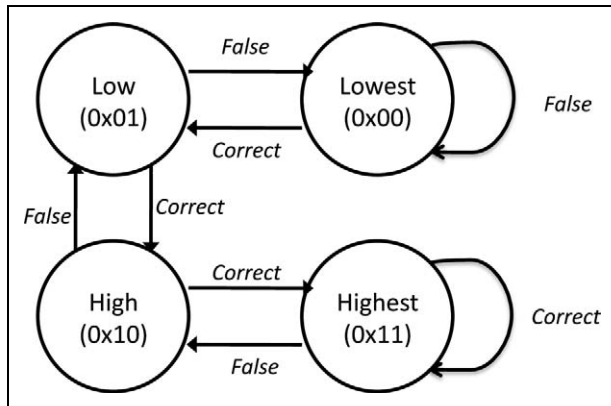 False
Low
(0x01)
Lowest
(0x00)
False
Correct
False
Correct
Correct
High
(0x10)
Highest
(0x11)
Correct
False